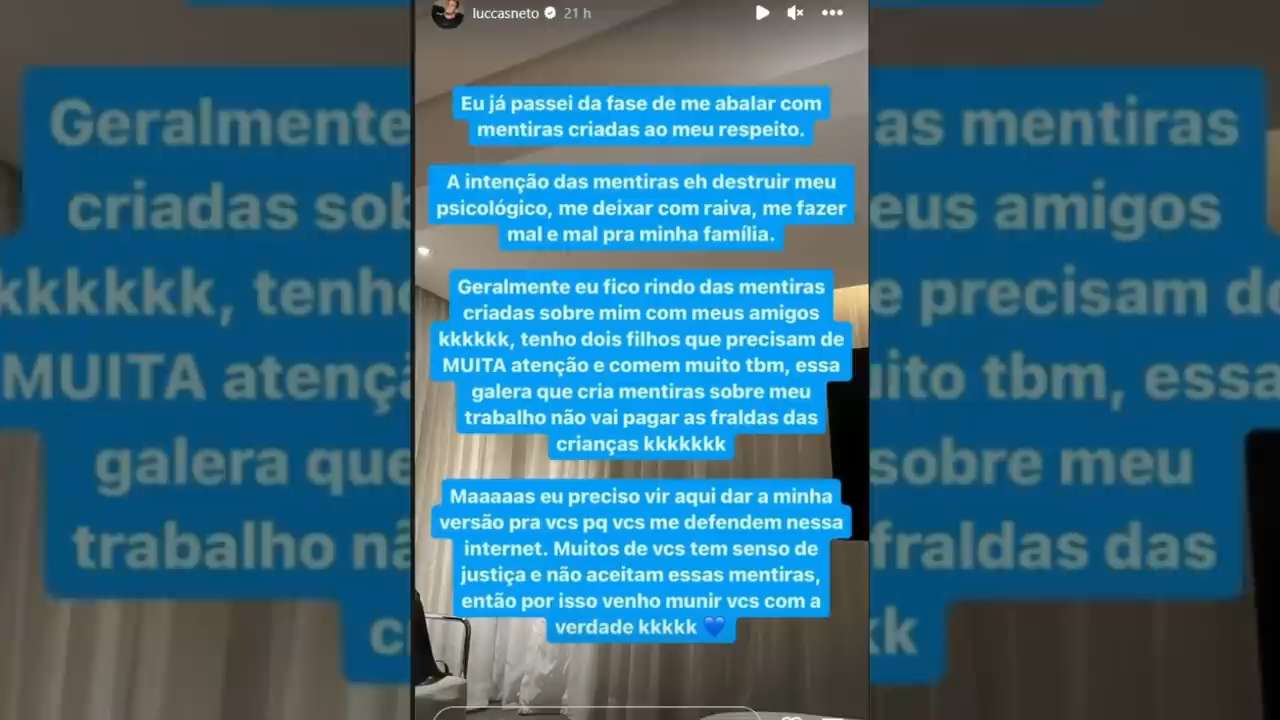 luccasneto 21 h
Eu já passei da fase de me abalar com
mentiras criadas ao meu respeito.
A intenção das mentiras eh destruir meu
psicológico, me deixar com raiva, me fazer
mal e mal pra minha família.
Geralmente eu fico rindo das mentiras
criadas sobre mim com meus amigos
kkkkkk, tenho dois filhos que precisam de
MUITA atenção e comem muito tbm, essa
galera que cria mentiras sobre meu
trabalho não vai pagar as fraldas das
crianças kkkkkkk
Maaaaas eu preciso vir aqui dar a minha
versão pra vcs pq vcs me defendem nessa
internet. Muitos de vcs tem senso de
justiça e não aceitam essas mentiras,
então por isso venho munir vcs com a
verdade kkkkk 💙